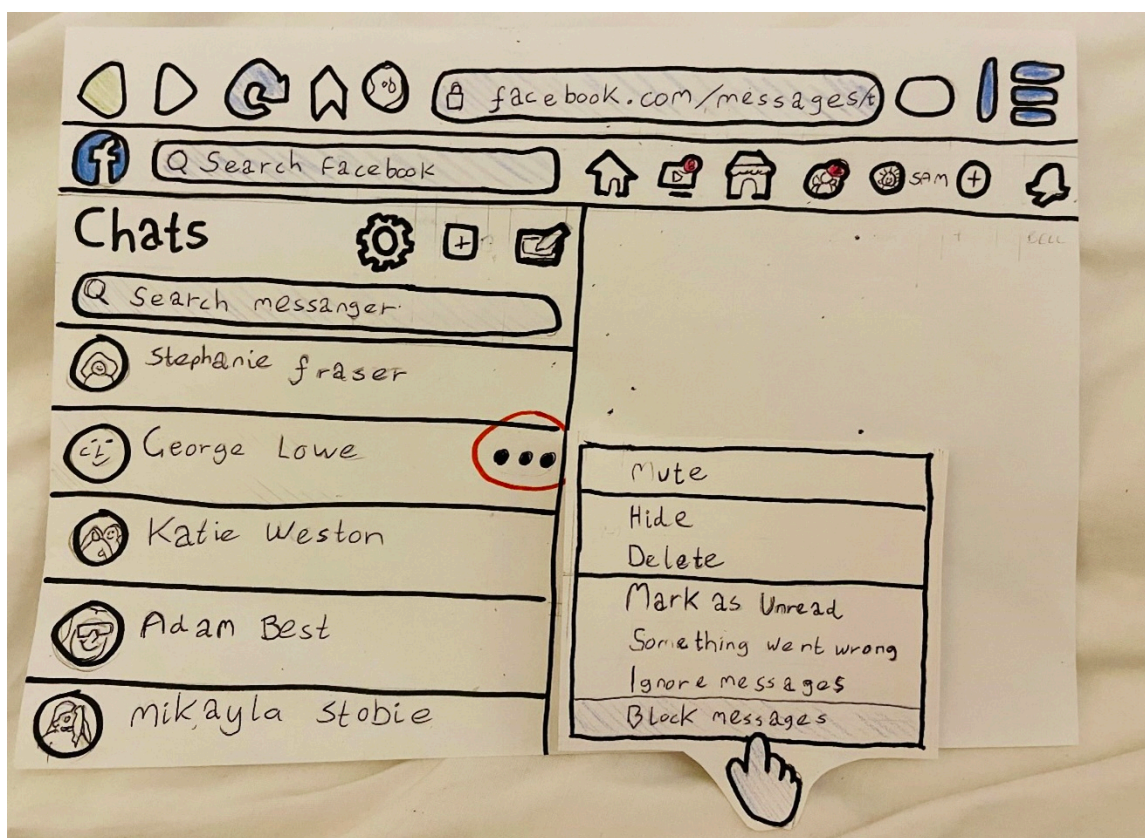 facebook.com/messages/t
f
Search Facebook
SAM
Chats
Search messanger
Stephanie fraser
George Lowe
Katie Weston
Adam Best
mikayla Stobie
BELL
Mute
Hide
Delete
Mark as Unread
Something went wrong
Ignore messages
Block messages